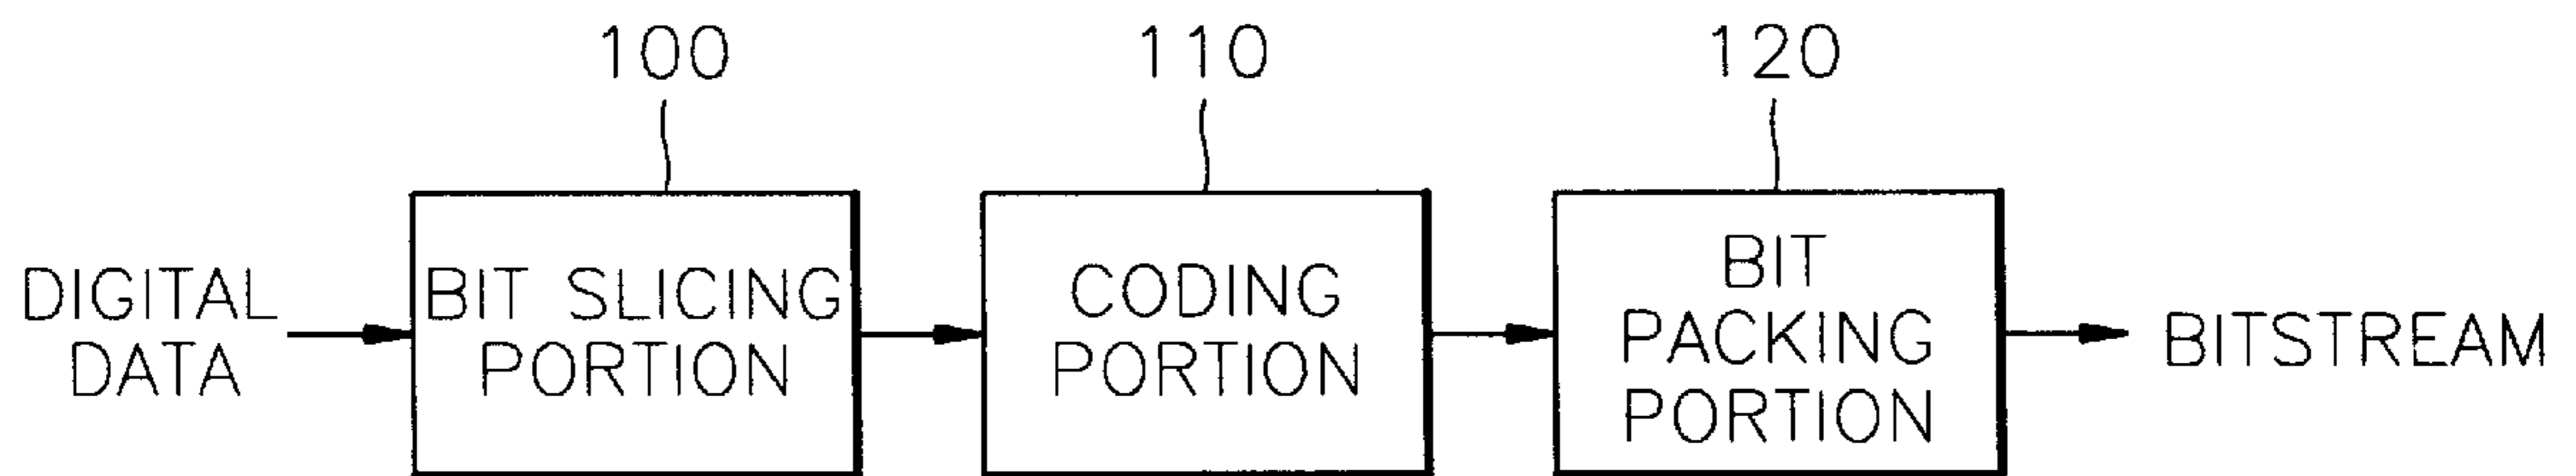 100
110
120
DIGITAL
DATA
BIT SLICING
PORTION
CODING
PORTION
BIT
PACKING
PORTION
BITSTREAM